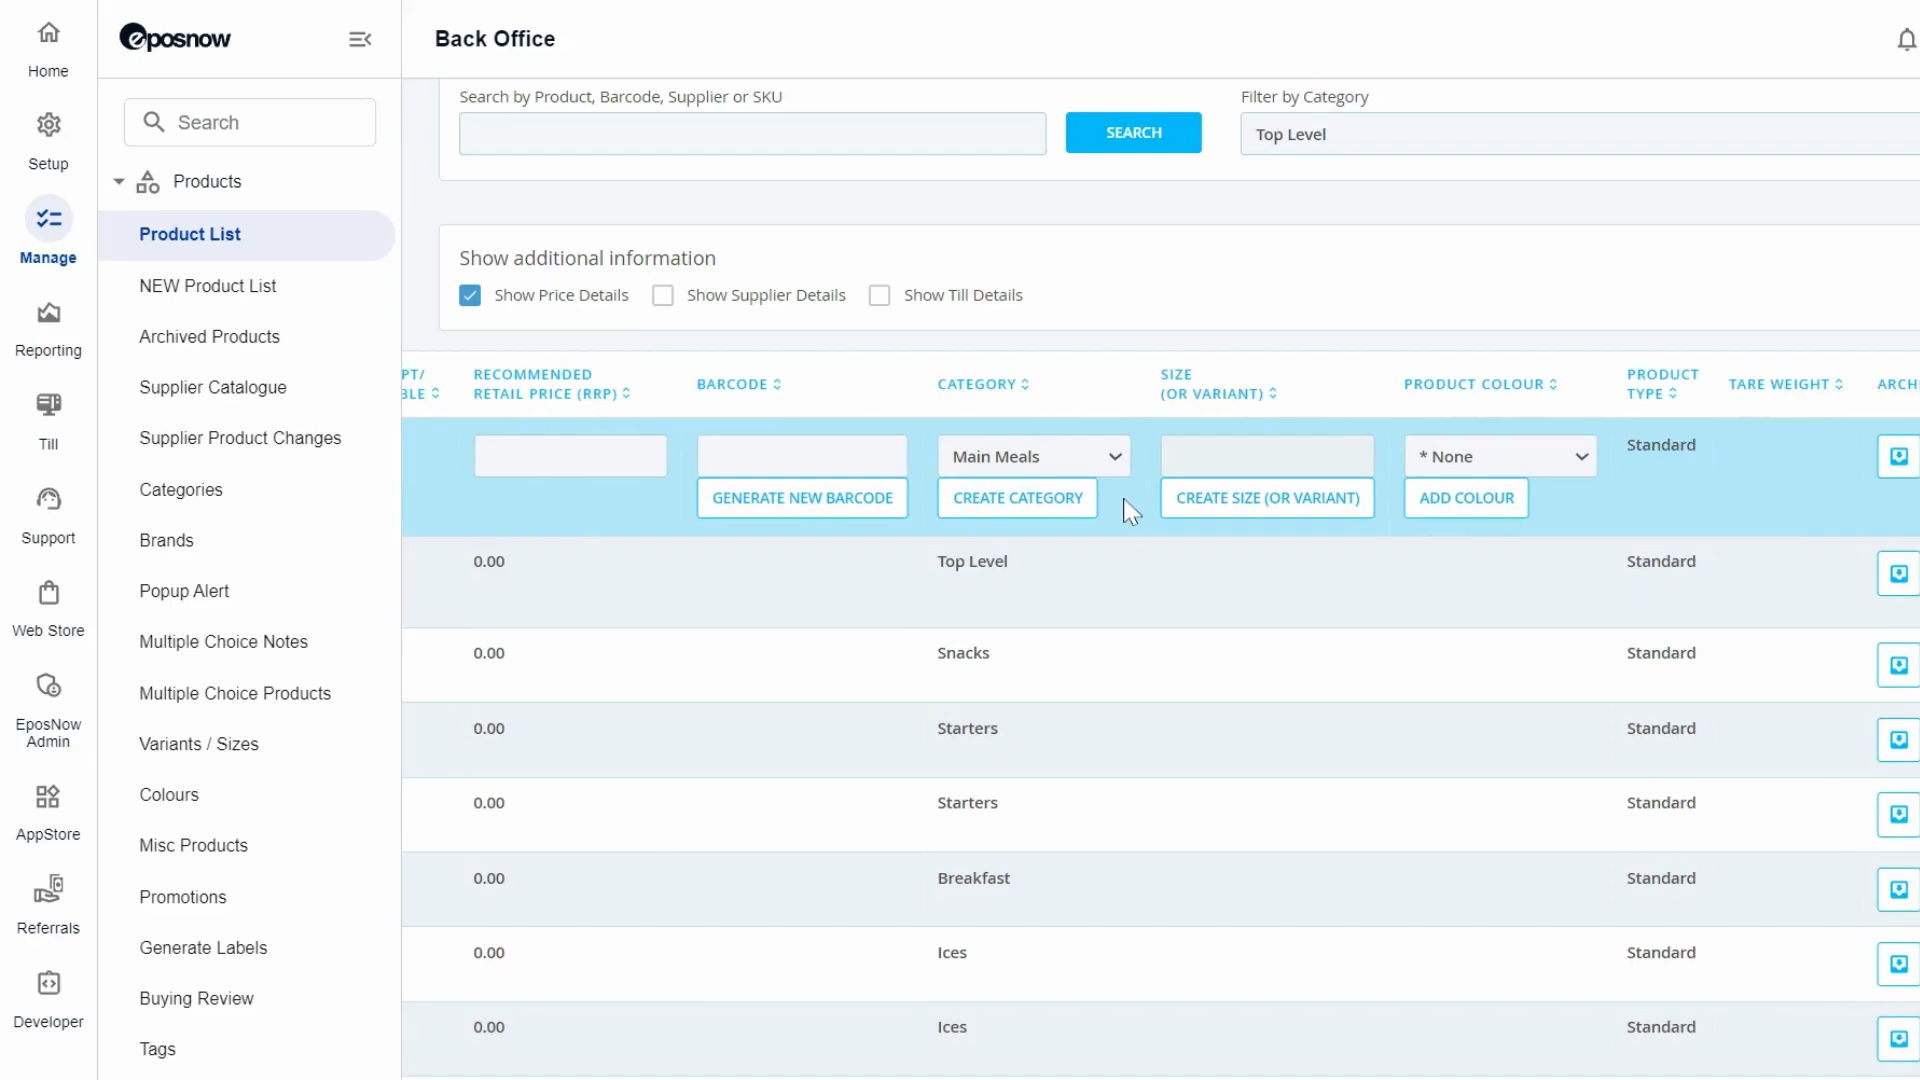 Home
Setup
Manage
Reporting
Till
Support
Web Store
EposNow
Admin
AppStore
Referrals
Developer
eposnow
Search
Products
Product List
NEW Product List
Archived Products
Supplier Catalogue
Supplier Product Changes
Categories
Brands
Popup Alert
Multiple Choice Notes
Multiple Choice Products
Variants / Sizes
Colours
Misc Products
Promotions
Generate Labels
Buying Review
Tags
Back Office
Search by Product, Barcode, Supplier or SKU
SEARCH
Filter by Category
Top Level
Show additional information
Show Price Details
Show Supplier Details
Show Till Details
PT/
BLE
RECOMMENDED
RETAIL PRICE (RRP)
BARCODE
CATEGORY
SIZE
(OR VARIANT)
PRODUCT COLOUR
PRODUCT
TYPE
TARE WEIGHT
ARCH
Main Meals
* None
Standard
GENERATE NEW BARCODE
CREATE CATEGORY
CREATE SIZE (OR VARIANT)
ADD COLOUR
0.00 Top Level Standard
0.00 Snacks Standard
0.00 Starters Standard
0.00 Starters Standard
0.00 Breakfast Standard
0.00 Ices Standard
0.00 Ices Standard